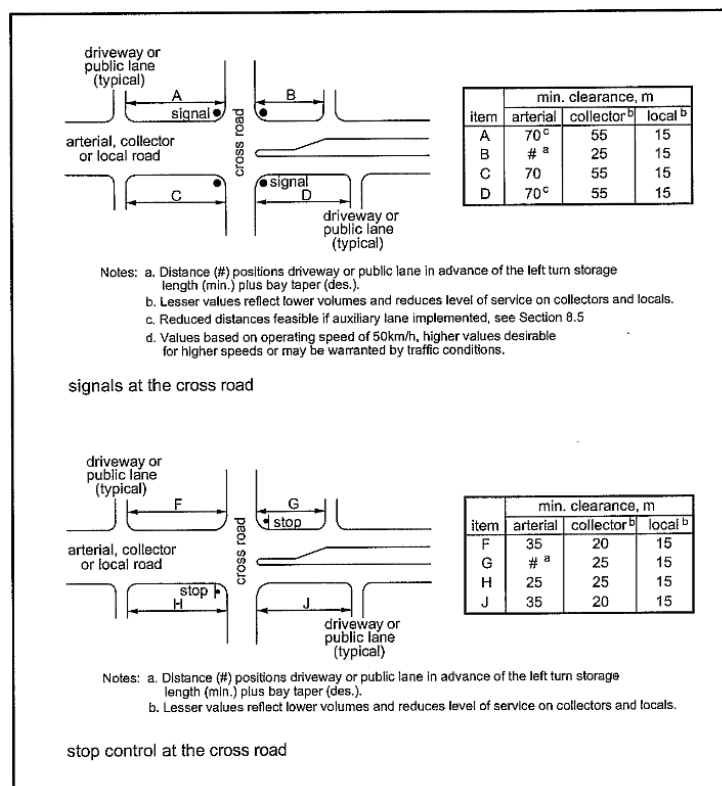 driveway or
public lane
(typical)
A
B
signal
signal
arterial, collector
or local road
cross road
C
D
driveway or
public lane
(typical)
min. clearance, m
item arterial collector b local b
A 70 c 55 15
B # a 25 15
C 70 55 15
D 70 c 55 15
Notes: a. Distance (#) positions driveway or public lane in advance of the left turn storage
length (min.) plus bay taper (des.).
b. Lesser values reflect lower volumes and reduces level of service on collectors and locals.
c. Reduced distances feasible if auxiliary lane implemented, see Section 8.5
d. Values based on operating speed of 50km/h, higher values desirable
for higher speeds or may be warranted by traffic conditions.
signals at the cross road
driveway or
public lane
(typical)
F
G
stop
arterial, collector
or local road
cross road
stop
H
J
driveway or
public lane
(typical)
min. clearance, m
item arterial collector b local b
F 35 20 15
G # a 25 15
H 25 25 15
J 35 20 15
Notes: a. Distance (#) positions driveway or public lane in advance of the left turn storage
length (min.) plus bay taper (des.).
b. Lesser values reflect lower volumes and reduces level of service on collectors and locals.
stop control at the cross road